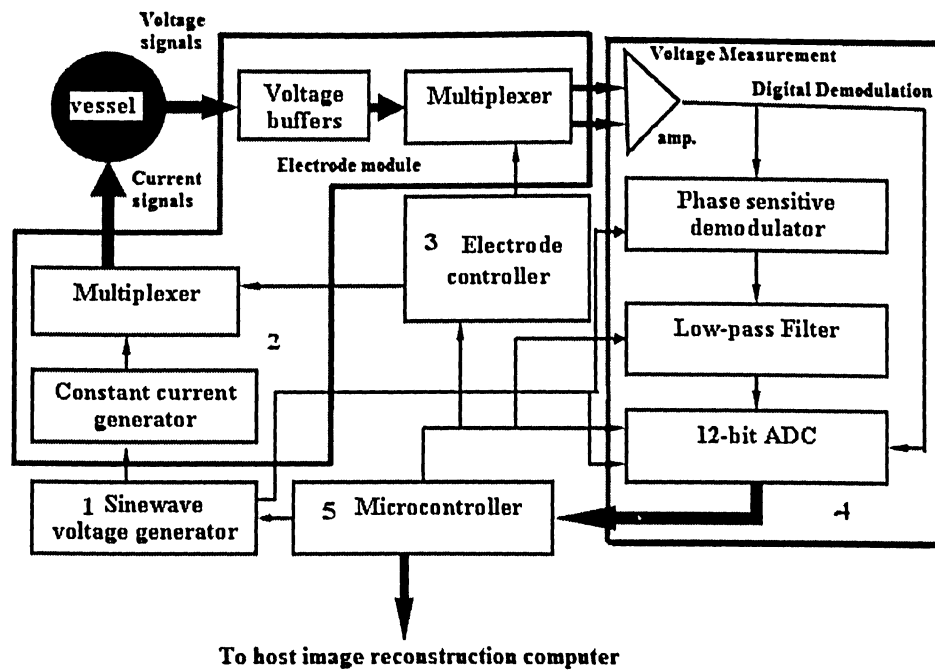 Voltage
signals
vessel
Voltage
buffers
Multiplexer
Voltage Measurement
Digital Demodulation
amp.
Electrode module
Current
signals
Phase sensitive
demodulator
3 Electrode
controller
Multiplexer
2
Low-pass Filter
Constant current
generator
12-bit ADC
1 Sinewave
voltage generator
5 Microcontroller
4
To host image reconstruction computer